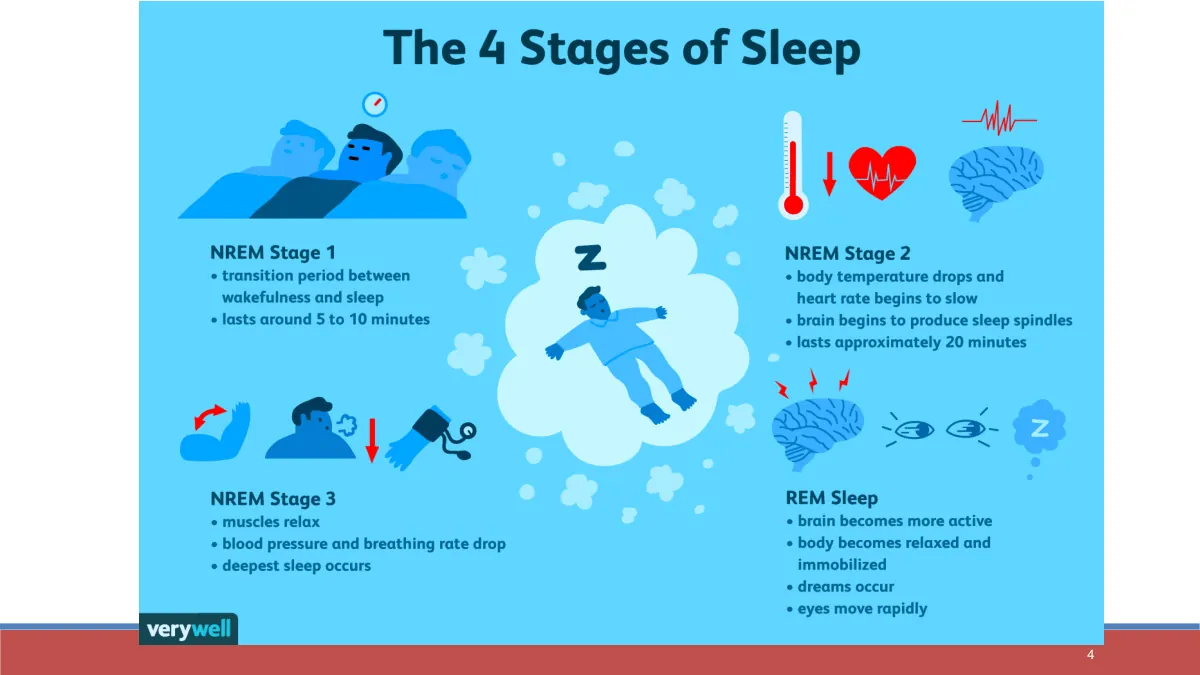 The 4 Stages of Sleep
NREM Stage 1
• transition period between
wakefulness and sleep
• lasts around 5 to 10 minutes
Z
NREM Stage 2
• body temperature drops and
heart rate begins to slow
• brain begins to produce sleep spindles
• lasts approximately 20 minutes
NREM Stage 3
• muscles relax
• blood pressure and breathing rate drop
• deepest sleep occurs
Z
REM Sleep
• brain becomes more active
• body becomes relaxed and
immobilized
• dreams occur
• eyes move rapidly
verywell
4